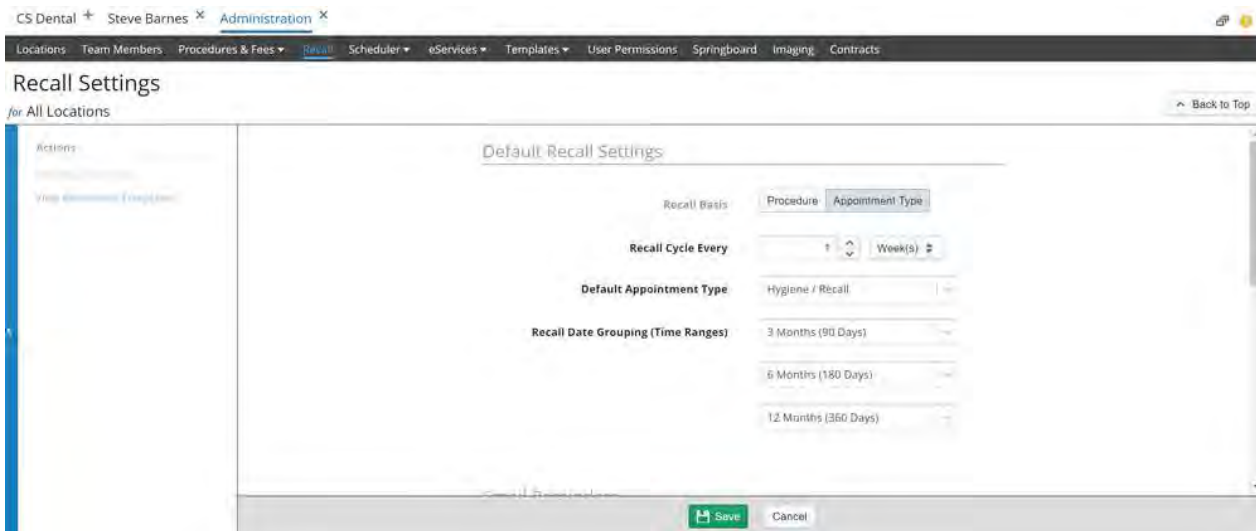 CS Dental + Steve Barnes × Administration ×
Locations Team Members Procedures & Fees Recall Scheduler eServices Templates User Permissions Springboard Imaging Contracts
Recall Settings
for All Locations
Back to Top
Actions
Default Recall Settings
Recall Basis Procedure Appointment Type
Recall Cycle Every Week(s)
Default Appointment Type Hygiene / Recall
Recall Date Grouping (Time Ranges) 3 Months (90 Days)
6 Months (180 Days)
12 Months (360 Days)
Save Cancel